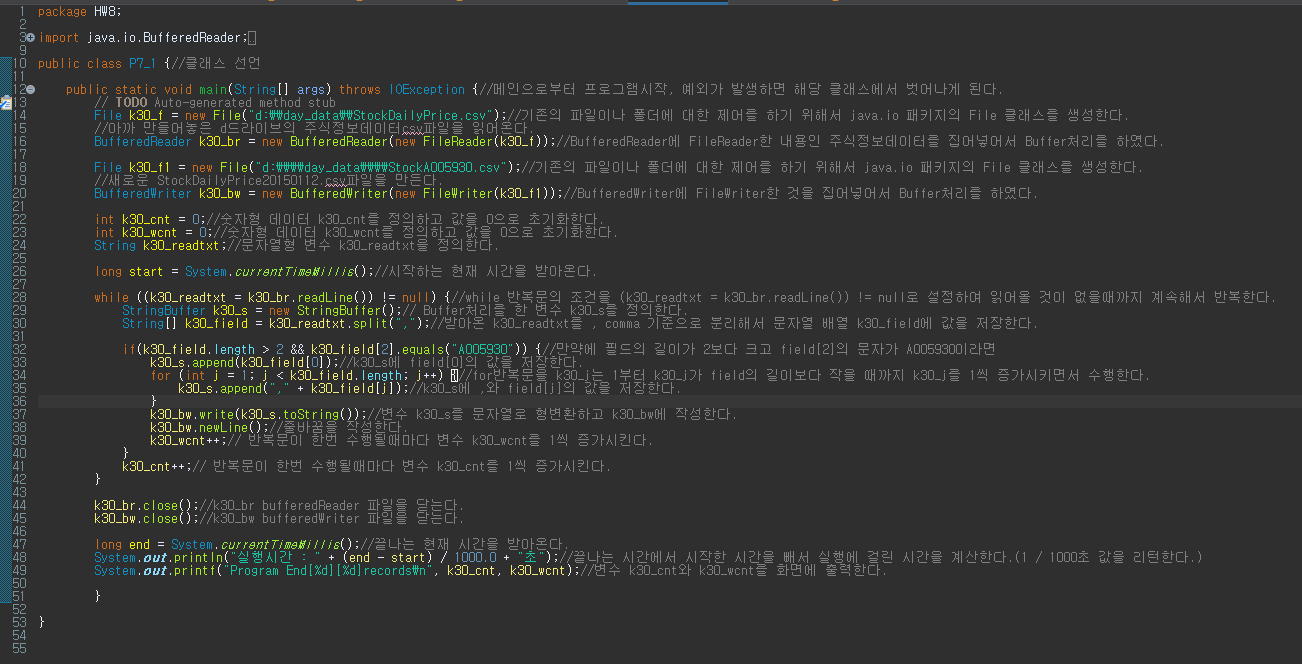 1 package HW8;
2
3 import java.io.BufferedReader;
9
10 public class P7_1 {//클래스 선언
11
12 public static void main(String[] args) throws IOException {//메인으로부터 프로그램시작, 예외가 발생하면 해당 클래스에서 벗어나게 된다.
13 // TODO Auto-generated method stub
14 File k30_f = new File("d:₩₩day_data₩₩StockDailyPrice.csv");//기존의 파일이나 폴더에 대한 제어를 하기 위해서 java.io 패키지의 File 클래스를 생성한다.
15 //아까 만들어놓은 d드라이브의 주식정보데이터csv파일을 읽어온다.
16 BufferedReader k30_br = new BufferedReader(new FileReader(k30_f));//BufferedReader에 FileReader한 내용인 주식정보데이터를 집어넣어서 Buffer처리를 하였다.
17
18 File k30_f1 = new File("d:₩₩₩₩day_data₩₩₩₩StockA005930.csv");//기존의 파일이나 폴더에 대한 제어를 하기 위해서 java.io 패키지의 File 클래스를 생성한다.
19 //새로운 StockDailyPrice20150112.csv파일을 만든다.
20 BufferedWriter k30_bw = new BufferedWriter(new FileWriter(k30_f1));//BufferedWriter에 FileWriter한 것을 집어넣어서 Buffer처리를 하였다.
21
22 int k30_cnt = 0;//숫자형 데이터 k30_cnt를 정의하고 값을 0으로 초기화한다.
23 int k30_wcnt = 0;//숫자형 데이터 k30_wcnt를 정의하고 값을 0으로 초기화한다.
24 String k30_readtxt;//문자열형 변수 k30_readtxt를 정의한다.
25
26 long start = System.currentTimeMillis();//시작하는 현재 시간을 받아온다.
27
28 while ((k30_readtxt = k30_br.readLine()) != null) {//while 반복문의 조건을 (k30_readtxt = k30_br.readLine()) != null로 설정하여 읽어올 것이 없을때까지 계속해서 반복한다.
29 StringBuffer k30_s = new StringBuffer();// Buffer처리를 한 변수 k30_s를 정의한다.
30 String[] k30_field = k30_readtxt.split(",");//받아온 k30_readtxt를 , comma 기준으로 분리해서 문자열 배열 k30_field에 값을 저장한다.
31
32 if(k30_field.length > 2 && k30_field[2].equals("A005930")) {//만약에 필드의 길이가 2보다 크고 field[2]의 문자가 A005930이라면
33 k30_s.append(k30_field[0]);//k30_s에 field[0]의 값을 저장한다.
34 for (int j = 1; j < k30_field.length; j++) {//for반복문을 k30_j는 1부터 k30_j가 field의 길이보다 작을 때까지 k30_j를 1씩 증가시키면서 수행한다.
35 k30_s.append("," + k30_field[j]);//k30_s에 ,와 field[j]의 값을 저장한다.
36 }
37 k30_bw.write(k30_s.toString());//변수 k30_s를 문자열로 형변환하고 k30_bw에 작성한다.
38 k30_bw.newLine();//줄바꿈을 작성한다.
39 k30_wcnt++;// 반복문이 한번 수행될때마다 변수 k30_wcnt를 1씩 증가시킨다.
40 }
41 k30_cnt++;// 반복문이 한번 수행될때마다 변수 k30_cnt를 1씩 증가시킨다.
42 }
43
44 k30_br.close();//k30_br bufferedReader 파일을 닫는다.
45 k30_bw.close();//k30_bw bufferedWriter 파일을 닫는다.
46
47 long end = System.currentTimeMillis();//끝나는 현재 시간을 받아온다.
48 System.out.println("실행시간 : " + (end - start) / 1000.0 + "초");//끝나는 시간에서 시작한 시간을 빼서 실행에 걸린 시간을 계산한다.(1 / 1000초 값을 리턴한다.)
49 System.out.printf("Program End[%d][%d]records₩n", k30_cnt, k30_wcnt);//변수 k30_cnt와 k30_wcnt를 화면에 출력한다.
50
51 }
52
53 }
54
55